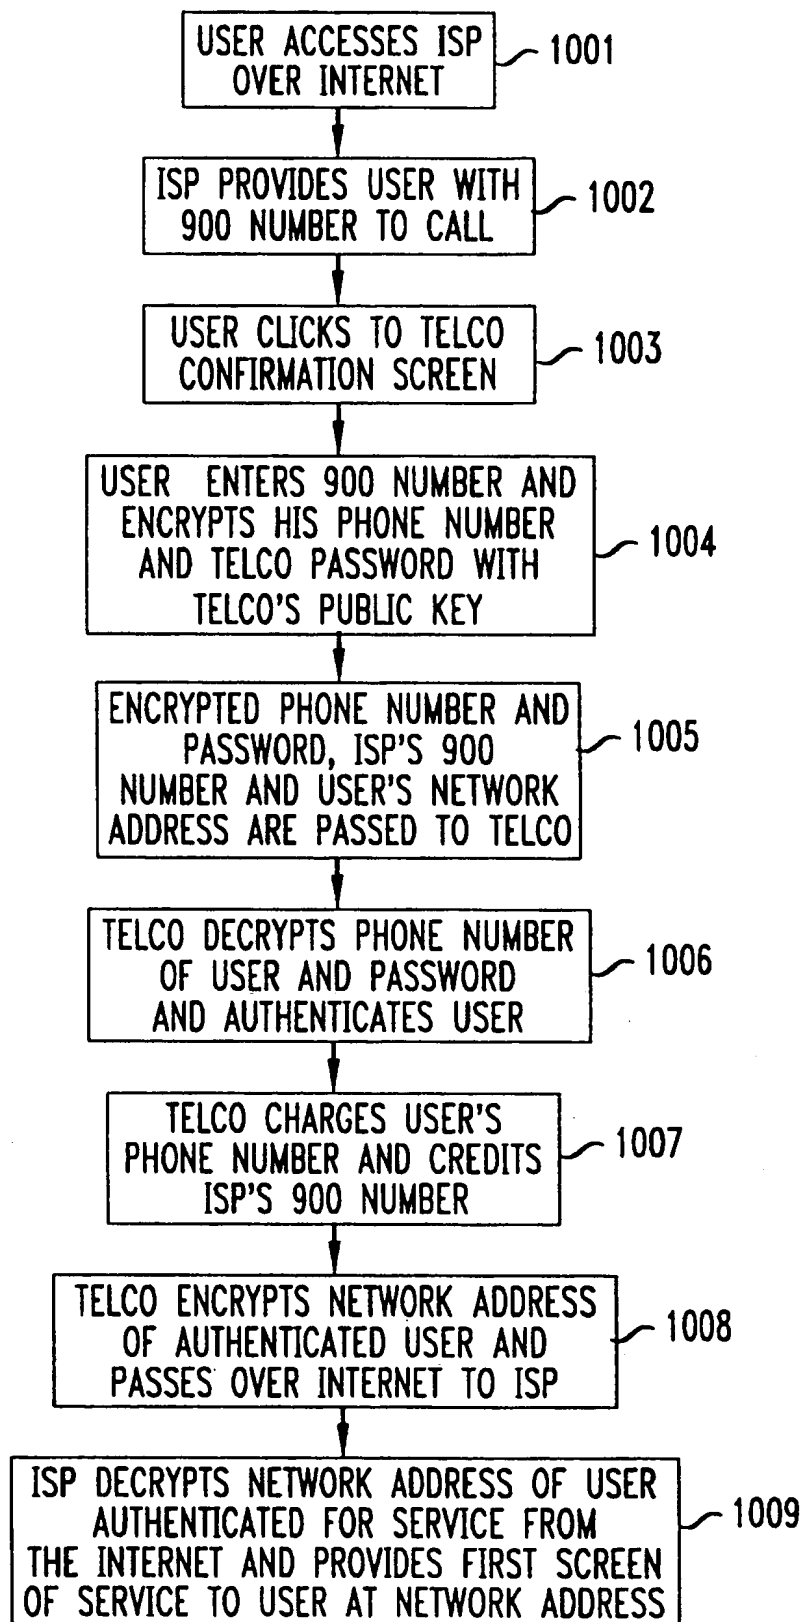 USER ACCESSES ISP
OVER INTERNET
1001
ISP PROVIDES USER WITH
900 NUMBER TO CALL
1002
USER CLICKS TO TELCO
CONFIRMATION SCREEN
1003
USER ENTERS 900 NUMBER AND
ENCRYPTS HIS PHONE NUMBER
AND TELCO PASSWORD WITH
TELCO'S PUBLIC KEY
1004
ENCRYPTED PHONE NUMBER AND
PASSWORD, ISP'S 900
NUMBER AND USER'S NETWORK
ADDRESS ARE PASSED TO TELCO
1005
TELCO DECRYPTS PHONE NUMBER
OF USER AND PASSWORD
AND AUTHENTICATES USER
1006
TELCO CHARGES USER'S
PHONE NUMBER AND CREDITS
ISP'S 900 NUMBER
1007
TELCO ENCRYPTS NETWORK ADDRESS
OF AUTHENTICATED USER AND
PASSES OVER INTERNET TO ISP
1008
ISP DECRYPTS NETWORK ADDRESS OF USER
AUTHENTICATED FOR SERVICE FROM
THE INTERNET AND PROVIDES FIRST SCREEN
OF SERVICE TO USER AT NETWORK ADDRESS
1009